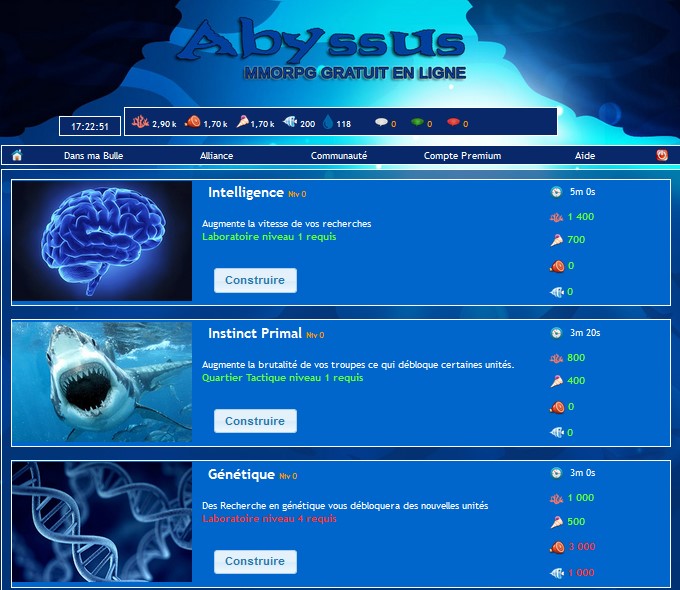 Abyssus
MMORPG GRATUIT EN LIGNE
17:22:51
2,90 k 1,70 k 1,70 k 200 118 0 0 0
Dans ma Bulle Alliance Communauté Compte Premium Aide
Intelligence Ntv 0
5m 0s
Augmente la vitesse de vos recherches
Laboratoire niveau 1 requis
1 400
700
0
0
Construire
Instinct Primal Ntv 0
3m 20s
Augmente la brutalité de vos troupes ce qui débloque certaines unités.
Quartier Tactique niveau 1 requis
800
400
0
0
Construire
Génétique Ntv 0
3m 0s
Des Recherche en génétique vous débloquera des nouvelles unités
Laboratoire niveau 4 requis
1 000
500
3 000
1 000
Construire